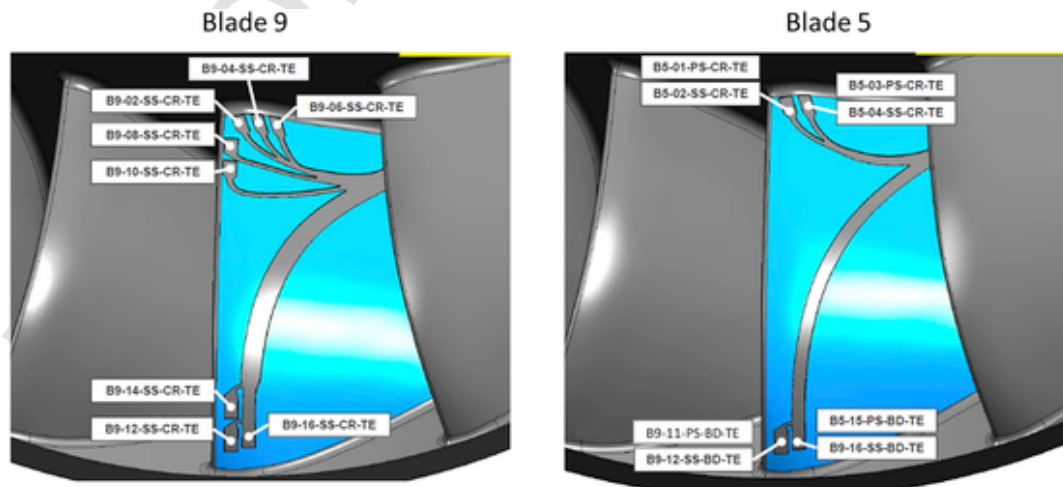 Blade 9
Blade 5
B9-04-SS-CR-TE
B9-02-SS-CR-TE
B9-06-SS-CR-TE
B9-08-SS-CR-TE
B9-10-SS-CR-TE
B9-14-SS-CR-TE
B9-12-SS-CR-TE
B9-16-SS-CR-TE
B5-01-PS-CR-TE
B5-02-SS-CR-TE
B5-03-PS-CR-TE
B5-04-SS-CR-TE
B9-11-PS-BD-TE
B9-12-SS-BD-TE
B5-15-PS-BD-TE
B9-16-SS-BD-TE